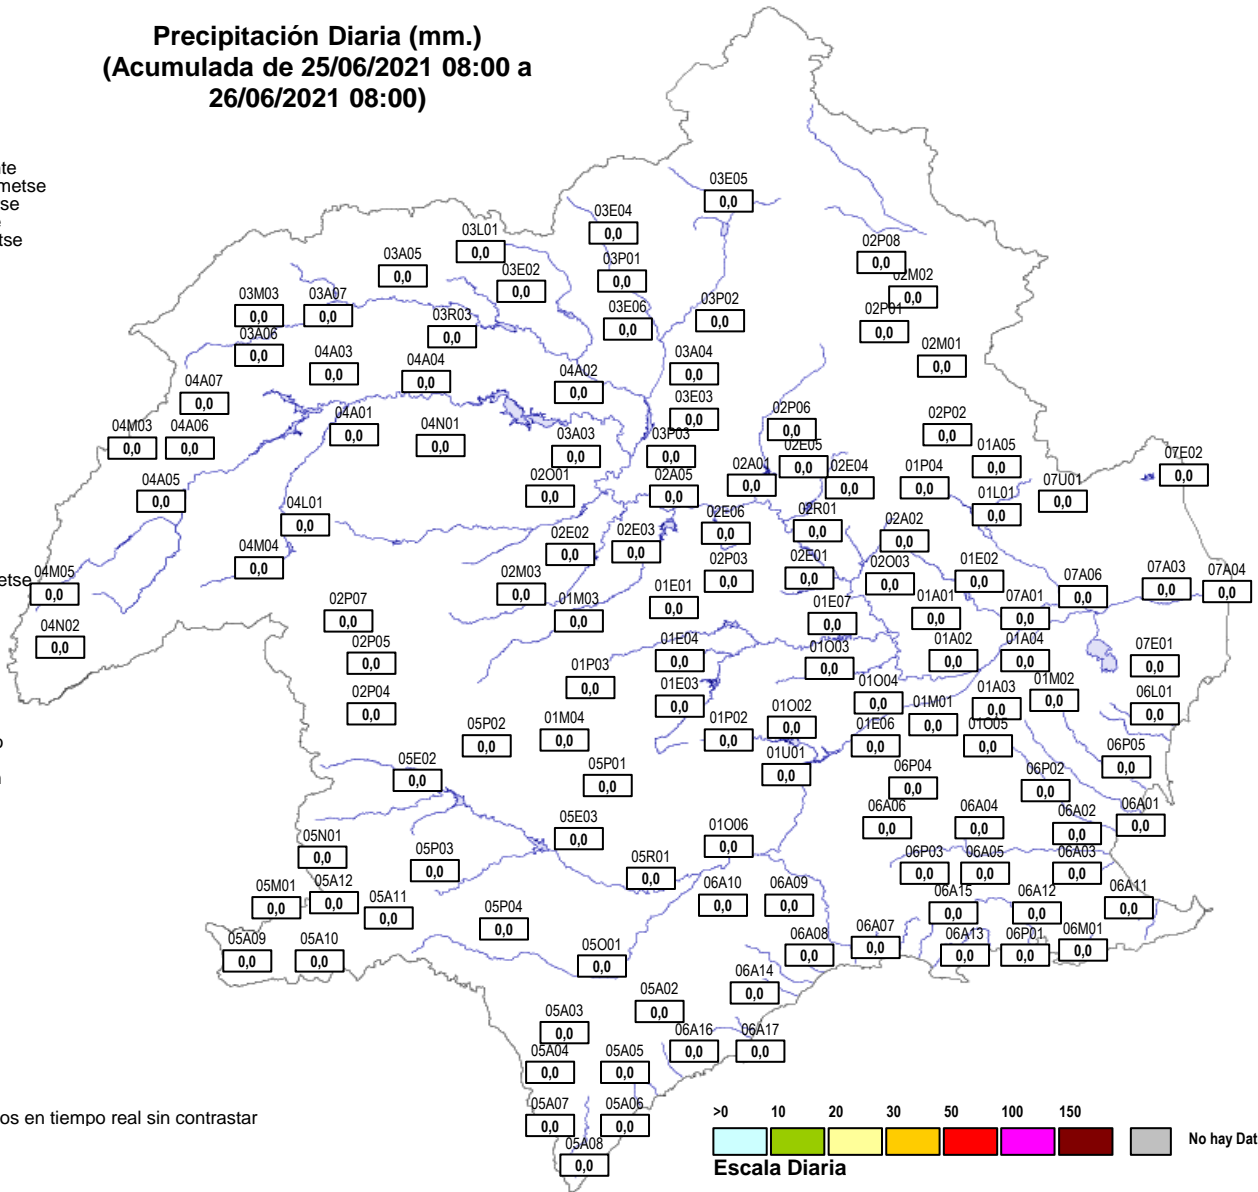 Precipitación Diaria (mm.)
(Acumulada de 25/06/2021 08:00 a
26/06/2021 08:00)
03E05
0,0
03E04
0,0
03L01
0,0
03A05
0,0
03P01
0,0
03E02
0,0
02P08
0,0
02M02
0,0
03M03
0,0
03A07
0,0
03R03
0,0
03E06
0,0
03P02
0,0
02P01
0,0
03A06
0,0
04A03
0,0
04A04
0,0
04A02
0,0
03A04
0,0
02M01
0,0
04A07
0,0
03E03
0,0
04M03
0,0
04A06
0,0
04A01
0,0
04N01
0,0
03A03
0,0
03P03
0,0
02P06
0,0
02E05
0,0
02P02
0,0
01A05
0,0
07E02
0,0
04A05
0,0
02O01
0,0
02A05
0,0
02A01
0,0
02E04
0,0
01P04
0,0
01L01
0,0
07U01
0,0
04L01
0,0
02E06
0,0
02R01
0,0
02A02
0,0
04M04
0,0
02E02
0,0
02E03
0,0
metse
04M05
0,0
02M03
0,0
01M03
0,0
01E01
0,0
02P03
0,0
02E01
0,0
02O03
0,0
01E02
0,0
07A06
0,0
07A03
0,0
07A04
0,0
04N02
0,0
02P07
0,0
01E07
0,0
01A01
0,0
07A01
0,0
02P05
0,0
01E04
0,0
01O03
0,0
01A02
0,0
01A04
0,0
07E01
0,0
02P04
0,0
01P03
0,0
01E03
0,0
01O04
0,0
01M01
0,0
01A03
0,0
01M02
0,0
06L01
0,0
05P02
0,0
01M04
0,0
01P02
0,0
01O02
0,0
01E06
0,0
01O05
0,0
05E02
0,0
05P01
0,0
01U01
0,0
06P04
0,0
06P02
0,0
06P05
0,0
05E03
0,0
01O06
0,0
06A06
0,0
06A04
0,0
06A02
0,0
06A01
0,0
05N01
0,0
05P03
0,0
05R01
0,0
06P03
0,0
06A05
0,0
06A03
0,0
05M01
0,0
05A12
0,0
05A11
0,0
05P04
0,0
06A10
0,0
06A09
0,0
06A15
0,0
06A12
0,0
06A11
0,0
05A09
0,0
05A10
0,0
05O01
0,0
06A08
0,0
06A07
0,0
06A13
0,0
06P01
0,0
06M01
0,0
06A14
0,0
05A02
0,0
05A03
0,0
06A16
0,0
06A17
0,0
05A04
0,0
05A05
0,0
05A07
0,0
05A06
0,0
05A08
0,0
os en tiempo real sin contrastar
>0 10 20 30 50 100 150
No hay Dat
Escala Diaria